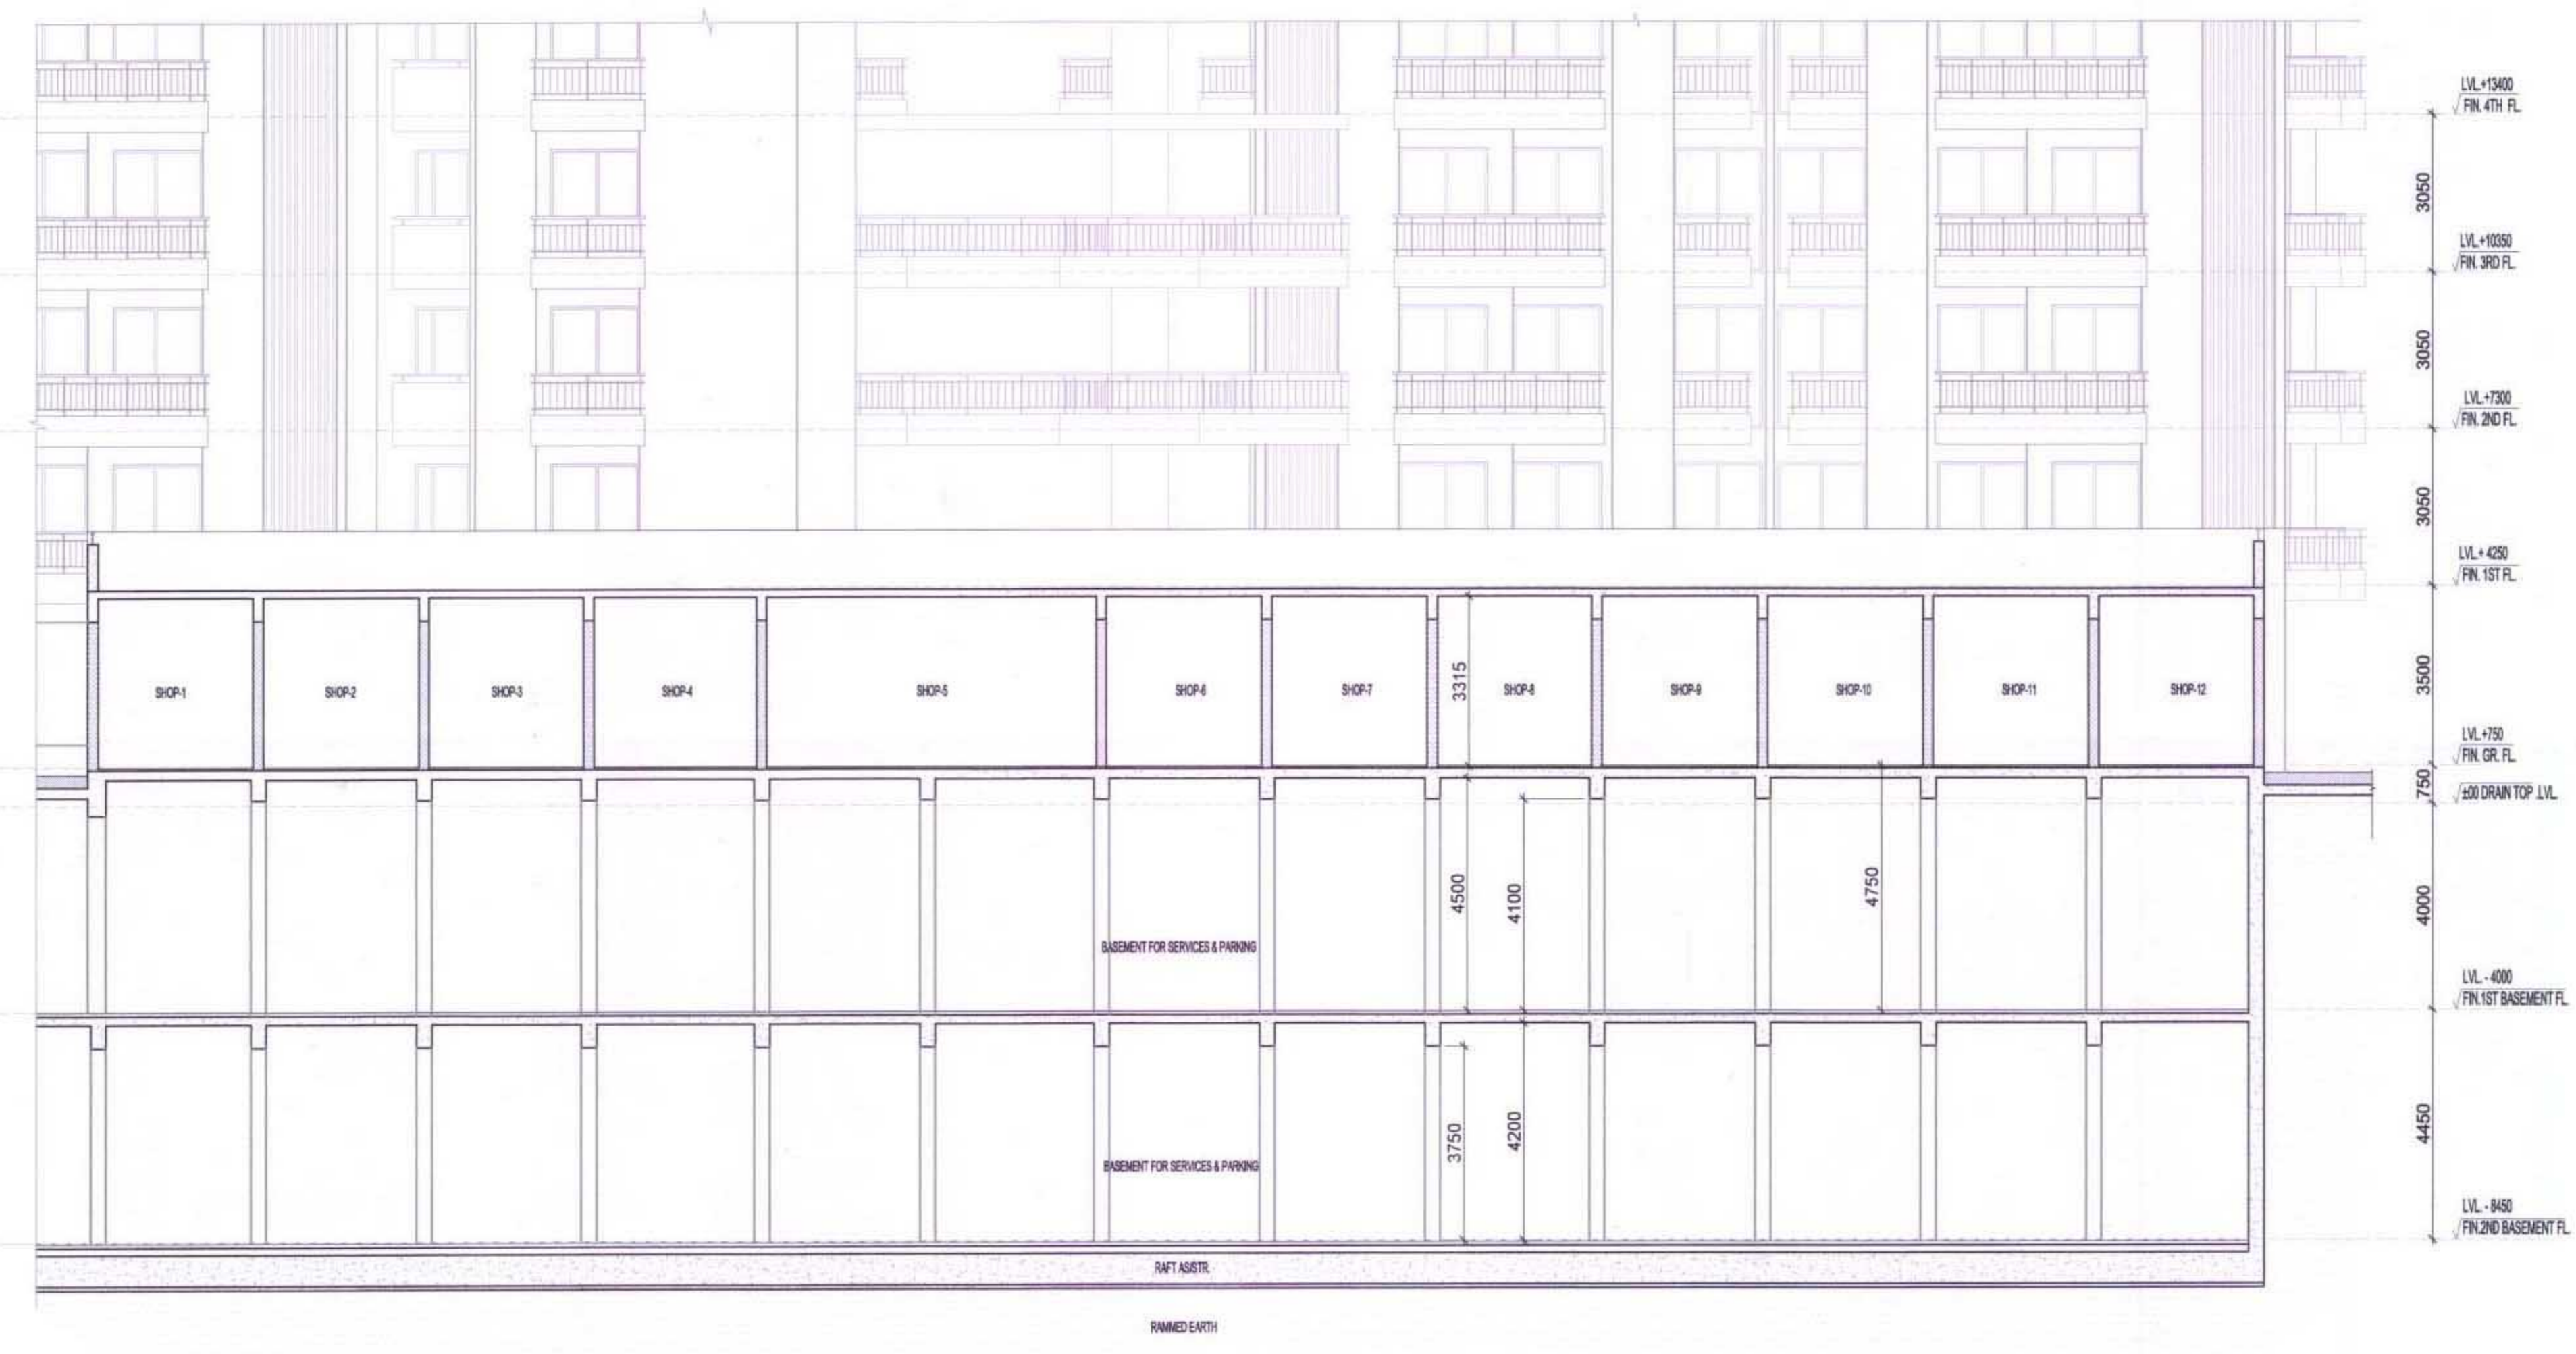 LVL.+13400
FIN. 4TH FL.
3050
LVL.+10350
FIN. 3RD FL.
3050
LVL.+7300
FIN. 2ND FL.
3050
LVL.+ 4250
FIN. 1ST FL.
SHOP-1 SHOP-2 SHOP-3 SHOP-4 SHOP-5 SHOP-6 SHOP-7 3315 SHOP-8 SHOP-9 SHOP-10 SHOP-11 SHOP-12 3500
LVL.+750
FIN. GR. FL.
750
±00 DRAIN TOP .LVL.
4500 4100 4750 4000
BASEMENT FOR SERVICES & PARKING
LVL. - 4000
FIN.1ST BASEMENT FL.
3750 4200 4450
BASEMENT FOR SERVICES & PARKING
LVL. - 8450
FIN.2ND BASEMENT FL.
RAFT AS/STR.
RAMMED EARTH